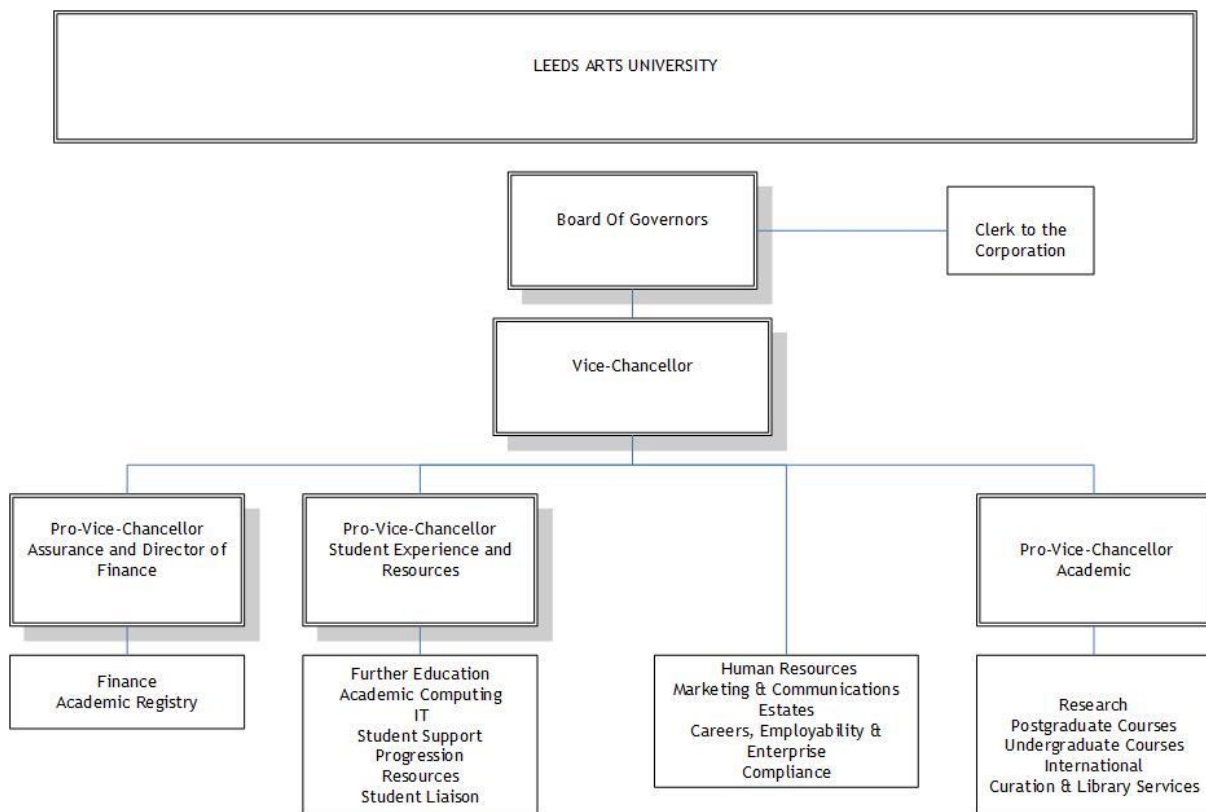 LEEDS ARTS UNIVERSITY
Board Of Governors
Clerk to the
Corporation
Vice-Chancellor
Pro-Vice-Chancellor
Assurance and Director of
Finance
Pro-Vice-Chancellor
Student Experience and
Resources
Pro-Vice-Chancellor
Academic
Finance
Academic Registry
Further Education
Academic Computing
IT
Student Support
Progression
Resources
Student Liaison
Human Resources
Marketing & Communications
Estates
Careers, Employability &
Enterprise
Compliance
Research
Postgraduate Courses
Undergraduate Courses
International
Curation & Library Services